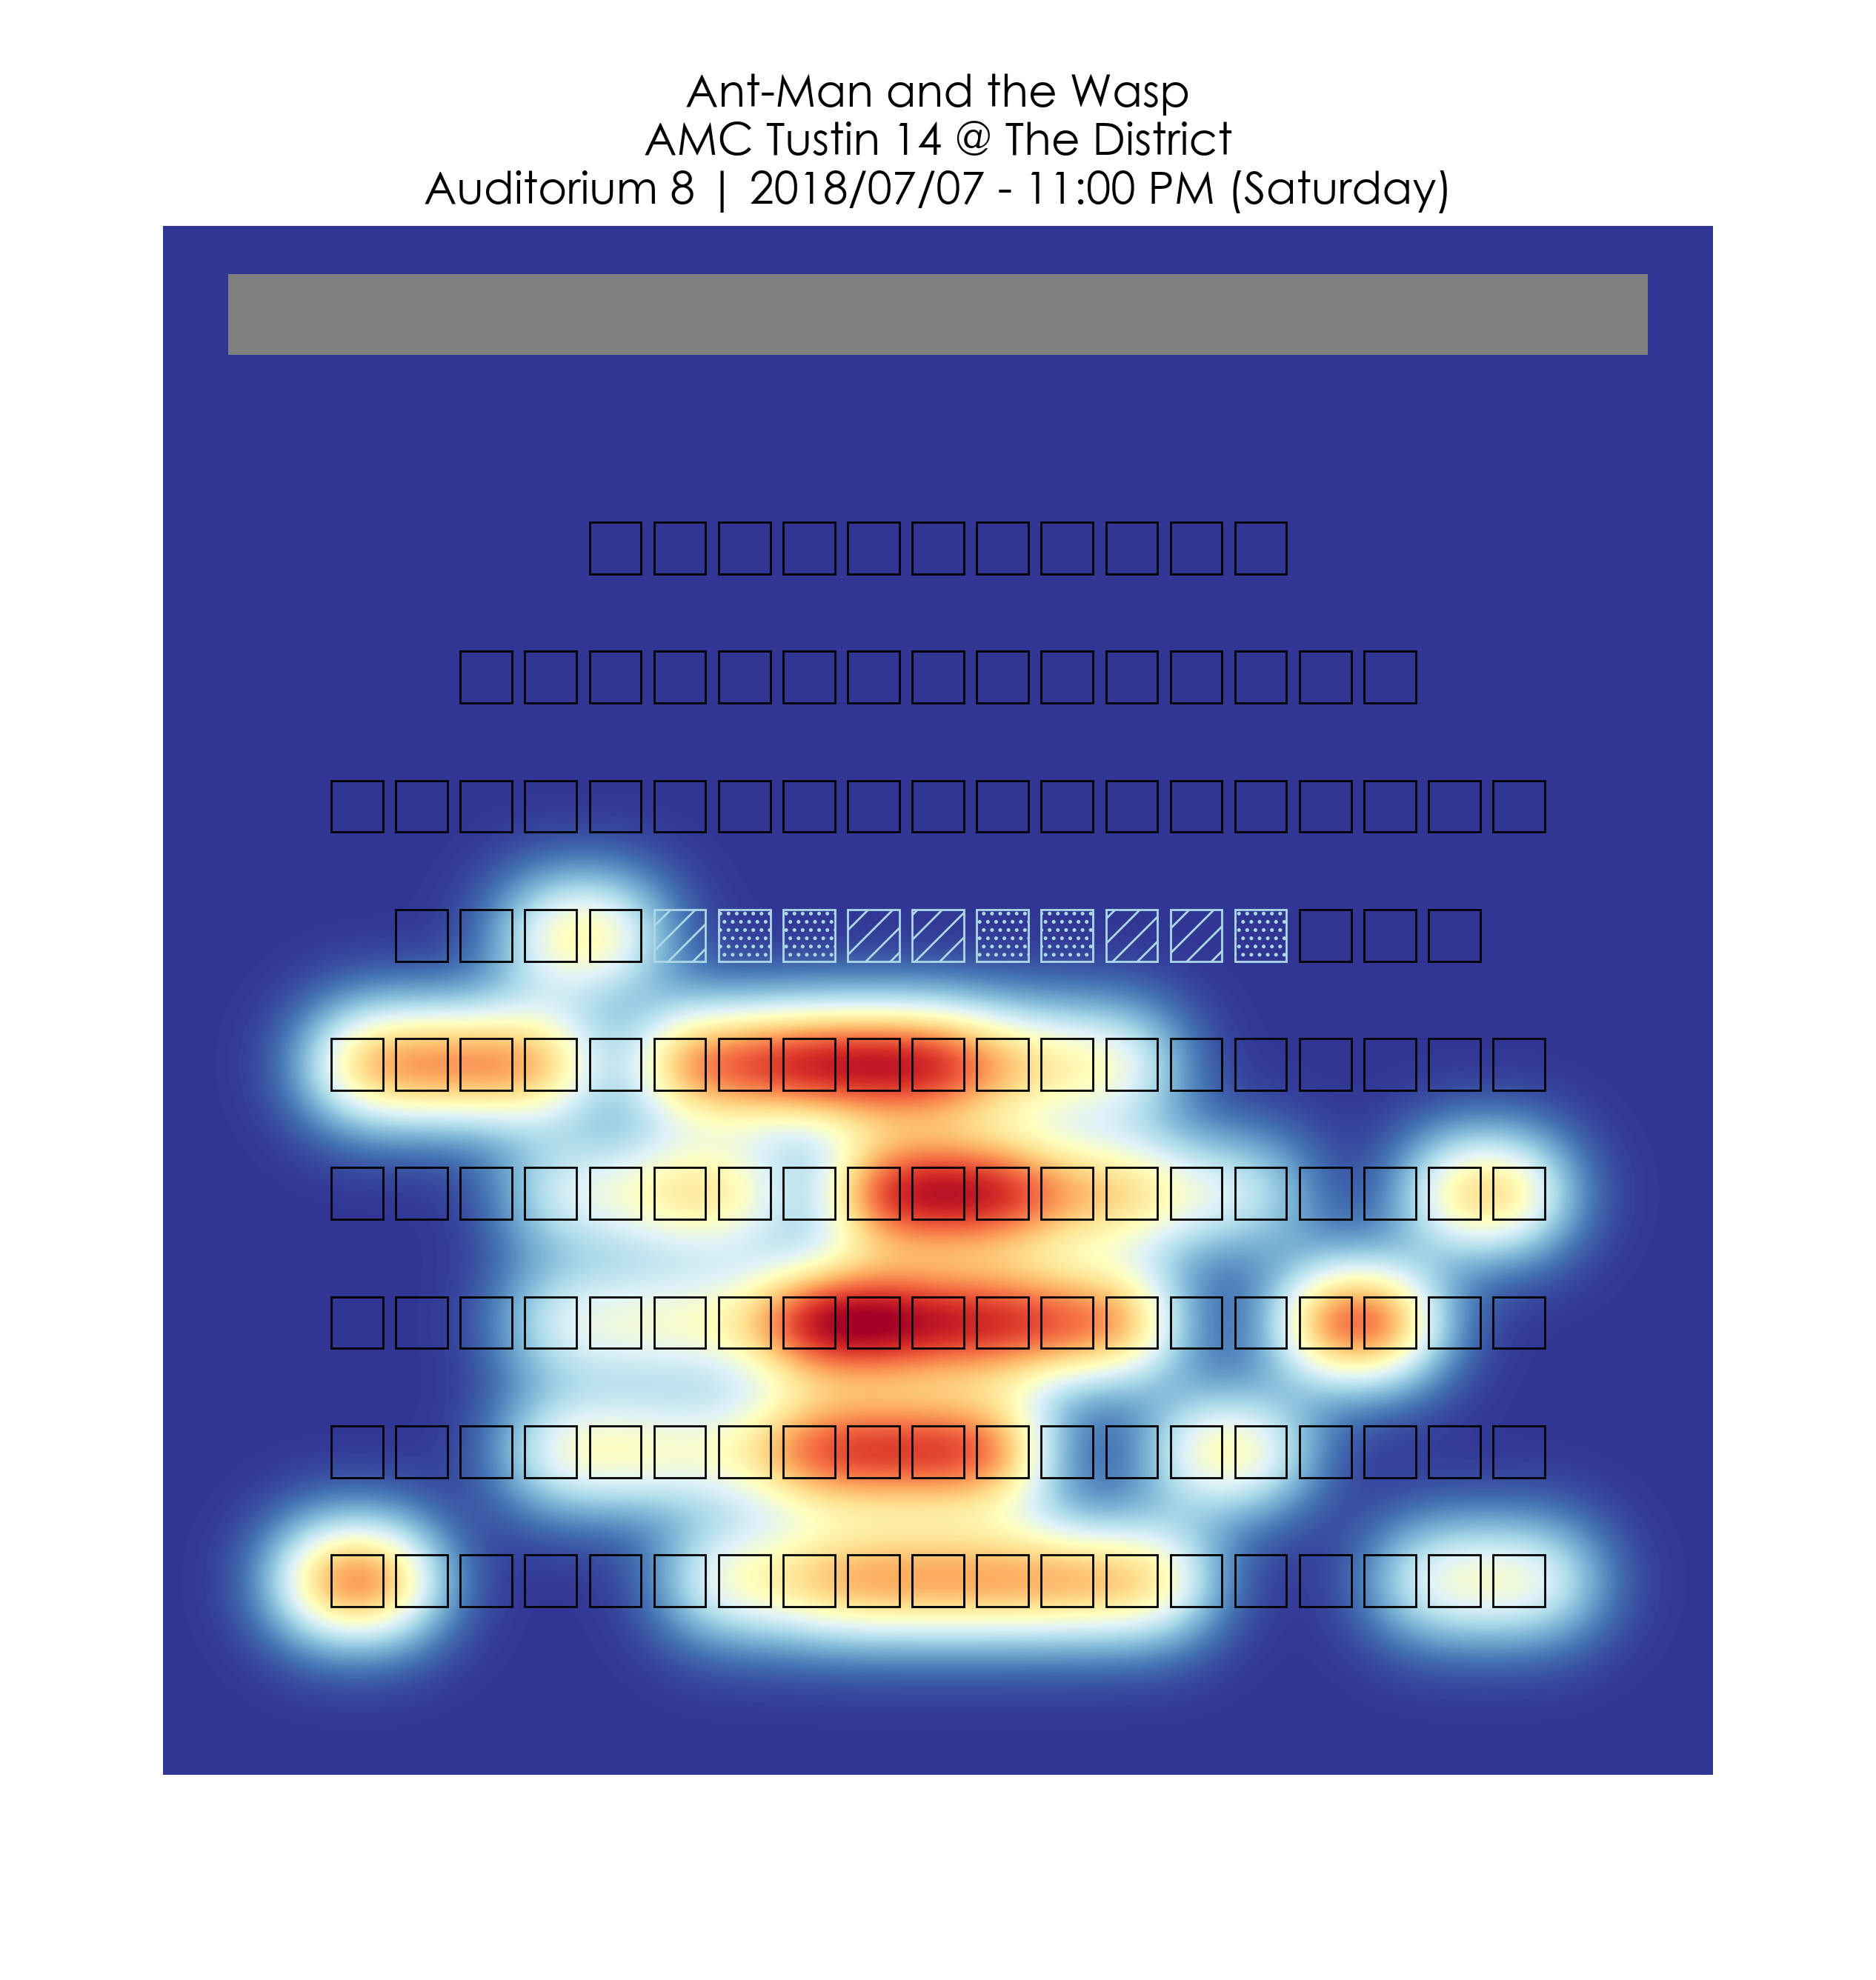 Ant-Man and the Wasp
AMC Tustin 14 @ The District
Auditorium 8 | 2018/07/07 - 11:00 PM (Saturday)